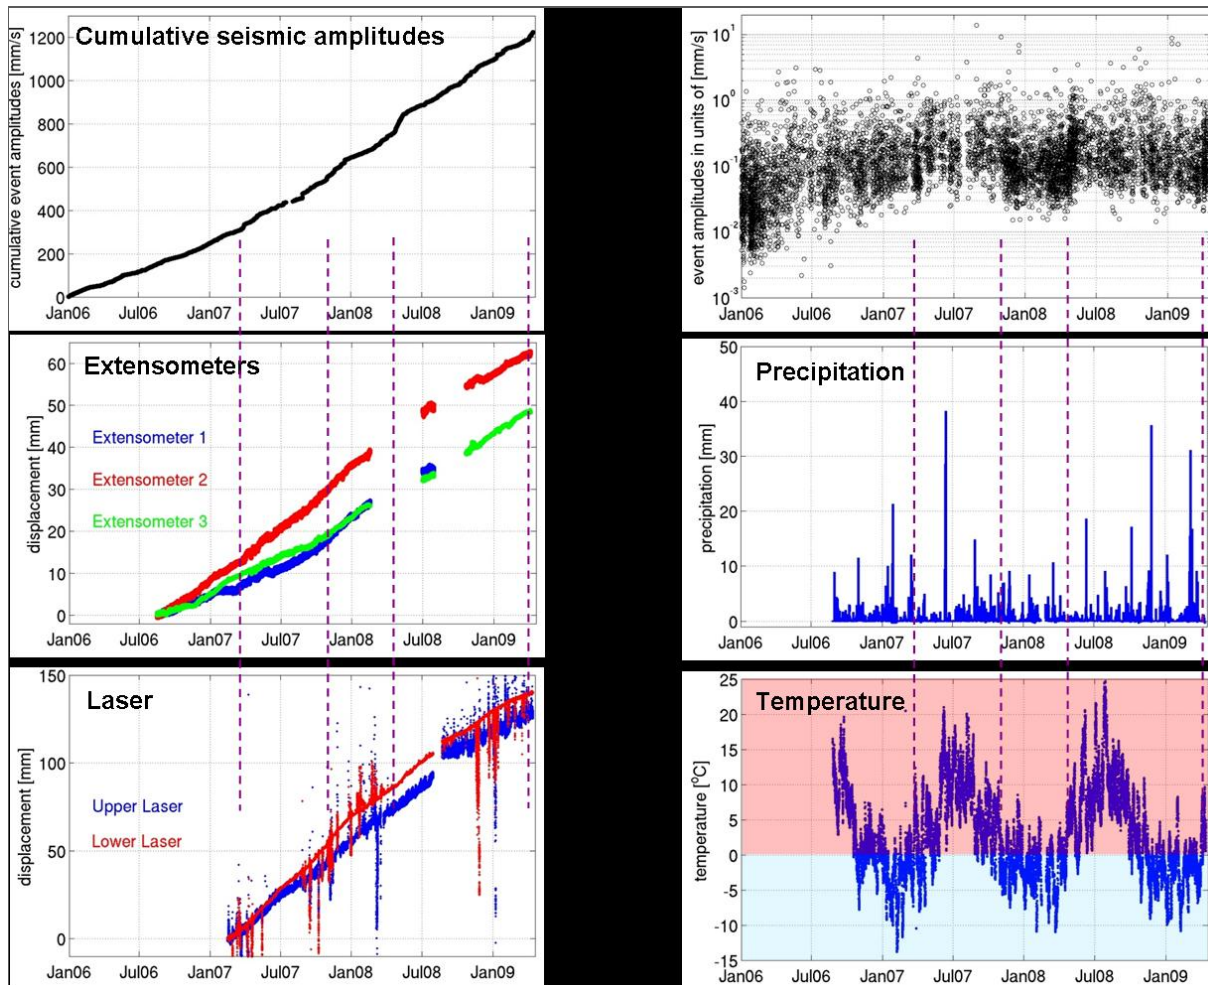 Cumulative seismic amplitudes
cumulative event amplitudes [mm/s]
1200
1000
800
600
400
200
0
Jan06 Jul06 Jan07 Jul07 Jan08 Jul08 Jan09
event amplitudes in units of [mm/s]
10^1
10^0
10^-1
10^-2
10^-3
Jan06 Jul06 Jan07 Jul07 Jan08 Jul08 Jan09
Extensometers
displacement [mm]
60
50
40
30
20
10
0
Extensometer 1
Extensometer 2
Extensometer 3
Jan06 Jul06 Jan07 Jul07 Jan08 Jul08 Jan09
Precipitation
precipitation [mm]
50
40
30
20
10
0
Jan06 Jul06 Jan07 Jul07 Jan08 Jul08 Jan09
Laser
displacement [mm]
150
100
50
0
Upper Laser
Lower Laser
Jan06 Jul06 Jan07 Jul07 Jan08 Jul08 Jan09
Temperature
temperature [°C]
25
20
15
10
5
0
-5
-10
-15
Jan06 Jul06 Jan07 Jul07 Jan08 Jul08 Jan09